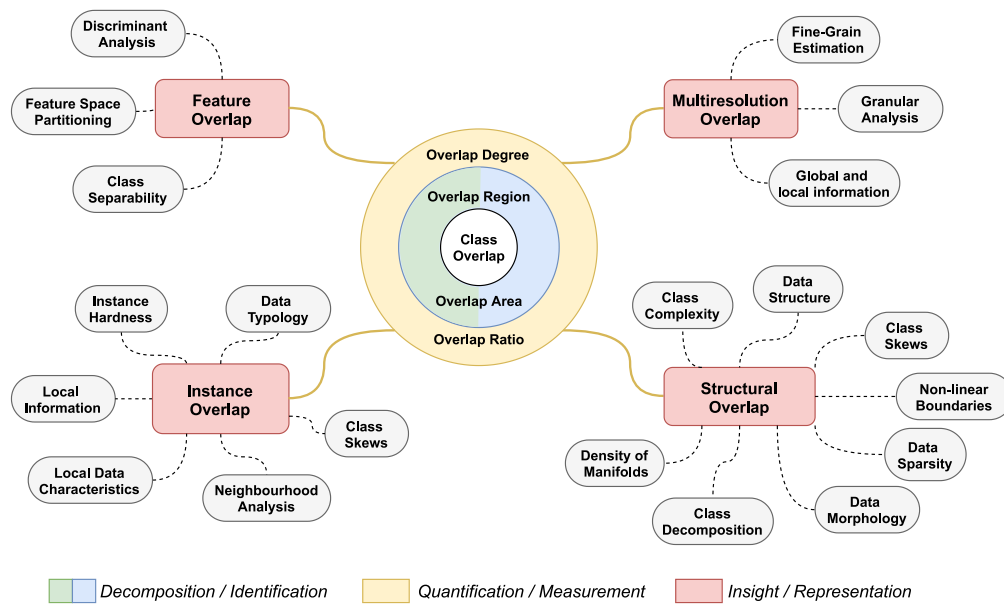 Discriminant
Analysis
Feature Space
Partitioning
Feature
Overlap
Class
Separability
Fine-Grain
Estimation
Multiresolution
Overlap
Granular
Analysis
Global and
local information
Overlap Degree
Overlap Region
Class
Overlap
Overlap Area
Overlap Ratio
Instance
Hardness
Data
Typology
Local
Information
Instance
Overlap
Class
Skews
Local Data
Characteristics
Neighbourhood
Analysis
Class
Complexity
Data
Structure
Class
Skews
Structural
Overlap
Non-linear
Boundaries
Density of
Manifolds
Data
Sparsity
Class
Decomposition
Data
Morphology
Decomposition / Identification
Quantification / Measurement
Insight / Representation